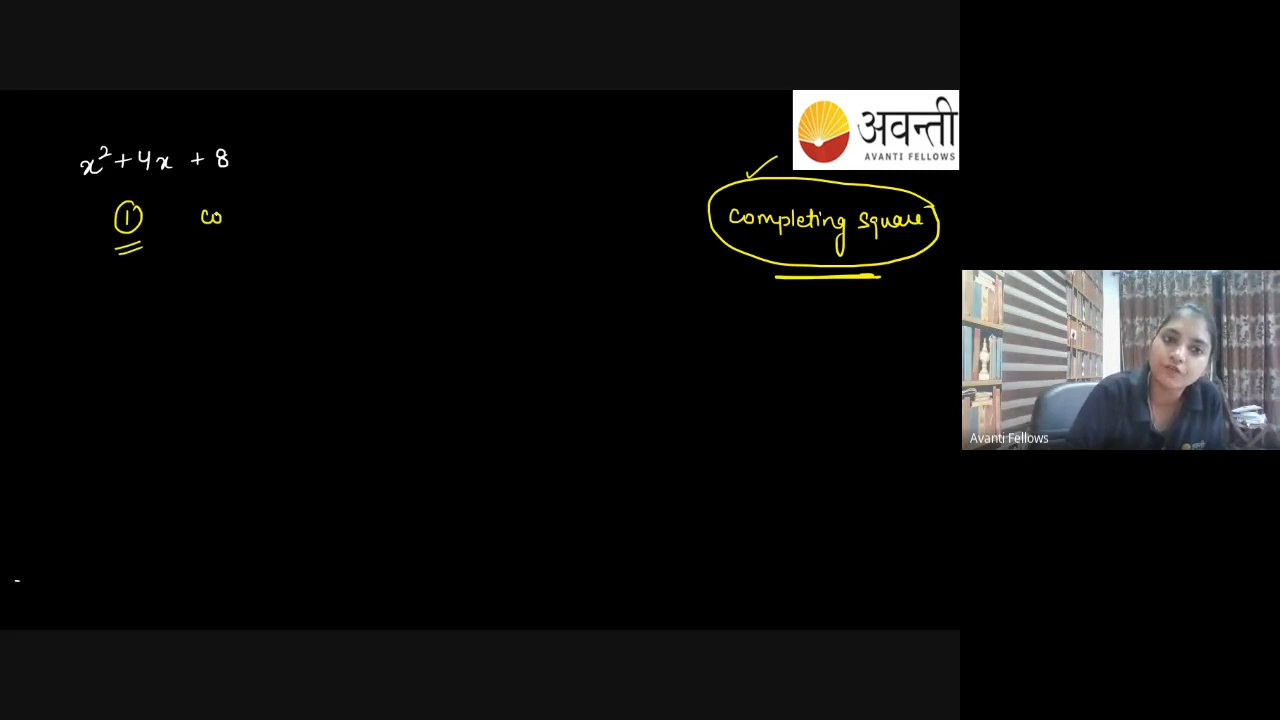 अवन्ती
AVANTI FELLOWS
x²+4x + 8
① co
Completing Square
Avanti Fellows